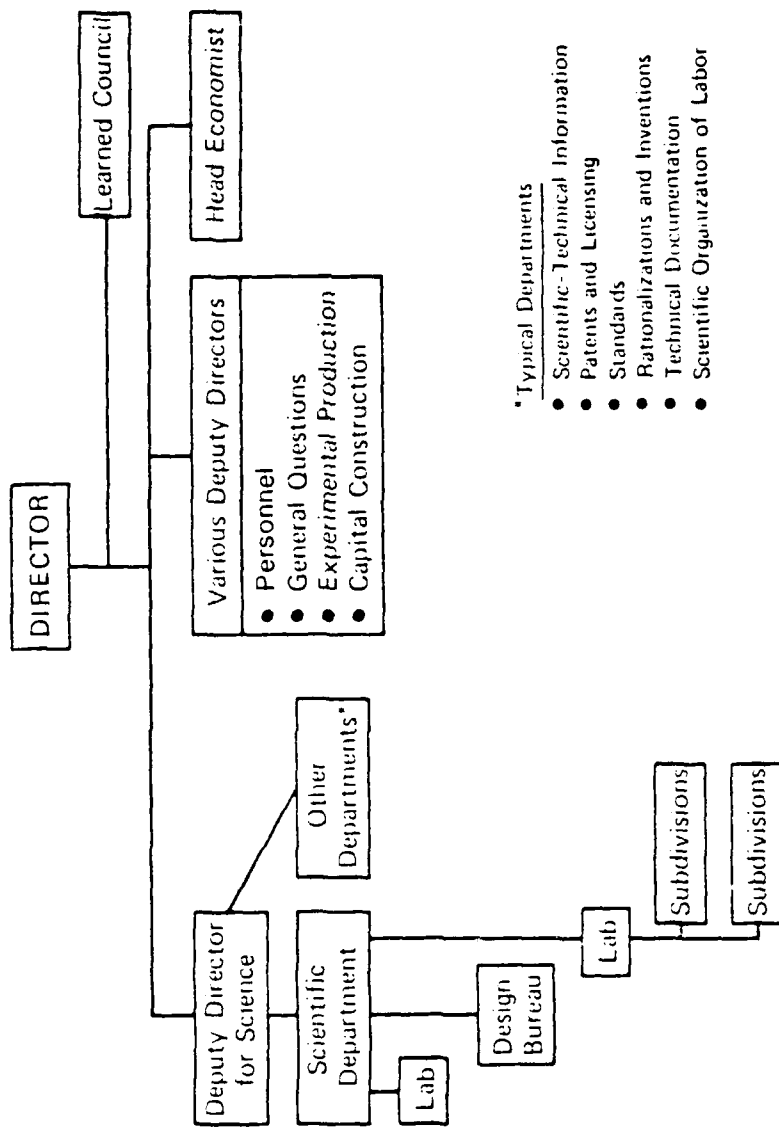 DIRECTOR
Learned Council
Deputy Director
for Science
Various Deputy Directors
● Personnel
● General Questions
● Experimental Production
● Capital Construction
Head Economist
Other
Departments*
Scientific
Department
Lab
Design
Bureau
Lab
Subdivisions
Subdivisions
*Typical Departments
● Scientific-Technical Information
● Patents and Licensing
● Standards
● Rationalizations and Inventions
● Technical Documentation
● Scientific Organization of Labor